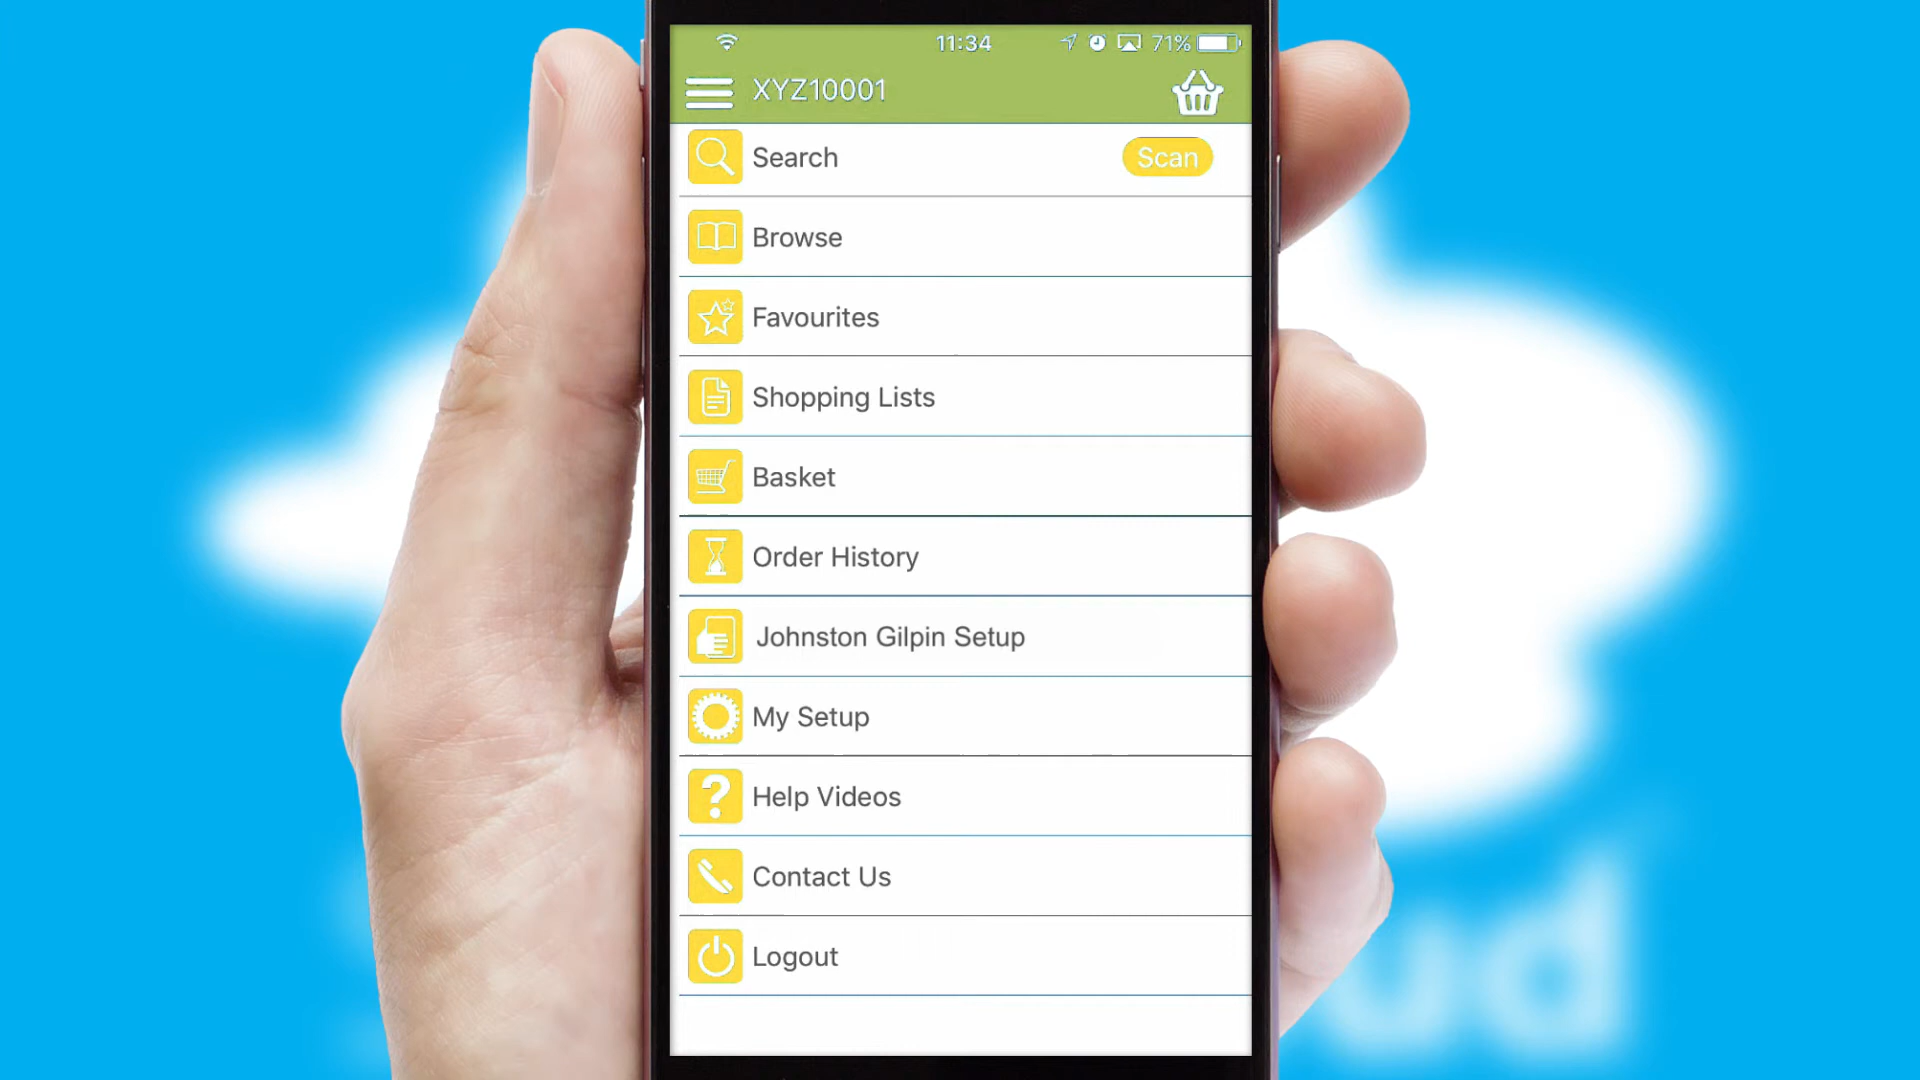 11:34
71%
XYZ10001
Search
Scan
Browse
Favourites
Shopping Lists
Basket
Order History
Johnston Gilpin Setup
My Setup
Help Videos
Contact Us
Logout